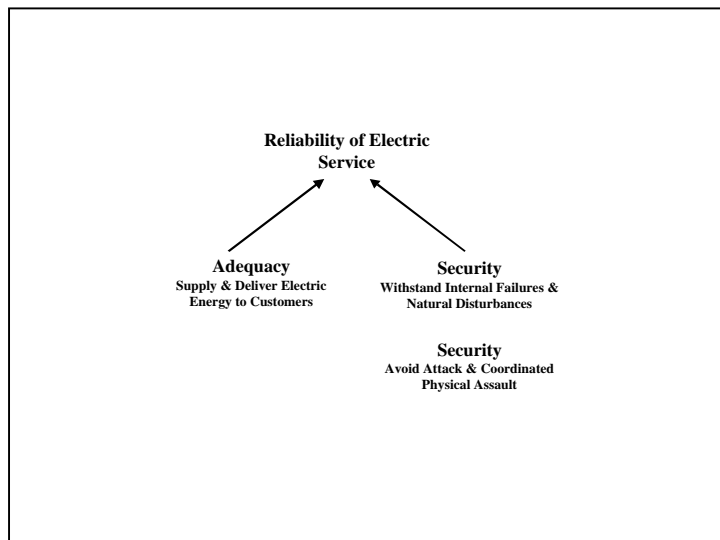 Reliability of Electric
Service
Adequacy
Supply & Deliver Electric
Energy to Customers
Security
Withstand Internal Failures &
Natural Disturbances
Security
Avoid Attack & Coordinated
Physical Assault